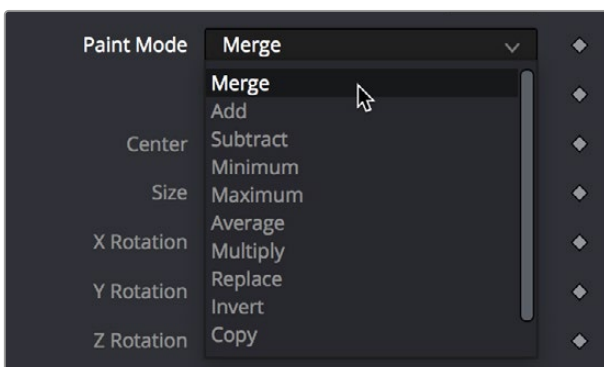 Paint Mode Merge
Merge
Add
Center Subtract
Minimum
Size Maximum
Average
X Rotation Multiply
Replace
Y Rotation Invert
Z Rotation Copy